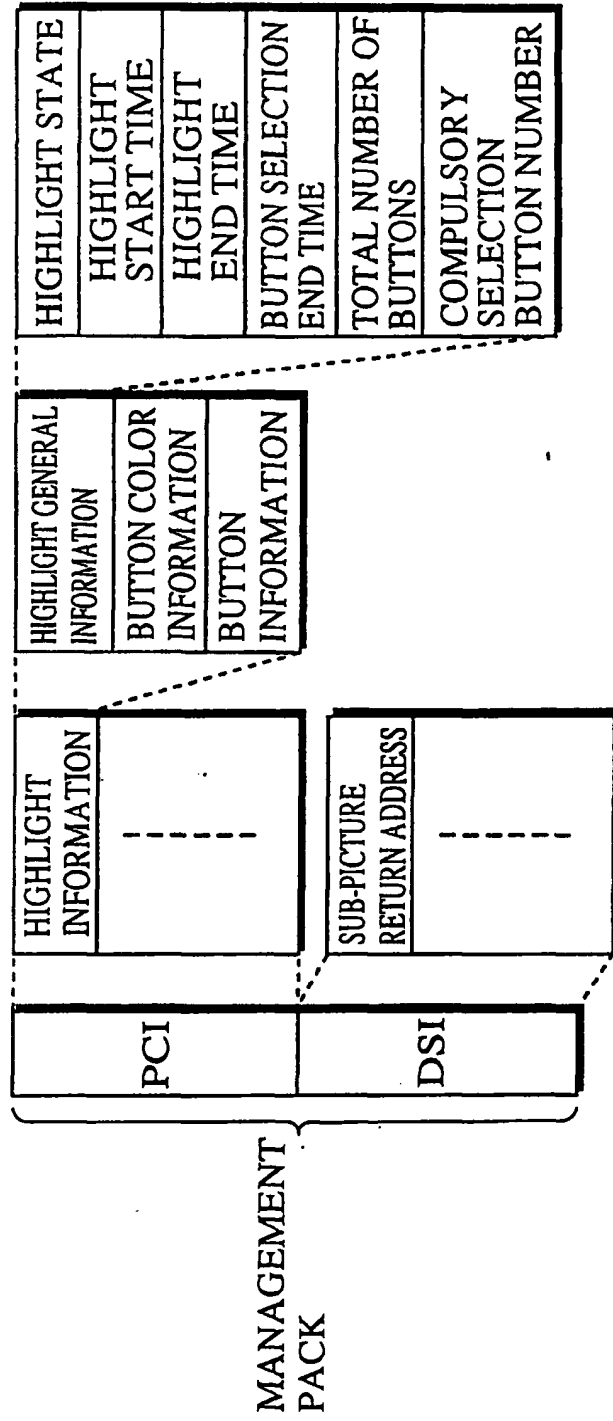 MANAGEMENT
PACK
PCI
DSI
HIGHLIGHT
INFORMATION
SUB-PICTURE
RETURN ADDRESS
HIGHLIGHT GENERAL
INFORMATION
BUTTON COLOR
INFORMATION
BUTTON
INFORMATION
HIGHLIGHT STATE
HIGHLIGHT
START TIME
HIGHLIGHT
END TIME
BUTTON SELECTION
END TIME
TOTAL NUMBER OF
BUTTONS
COMPULSORY
SELECTION
BUTTON NUMBER